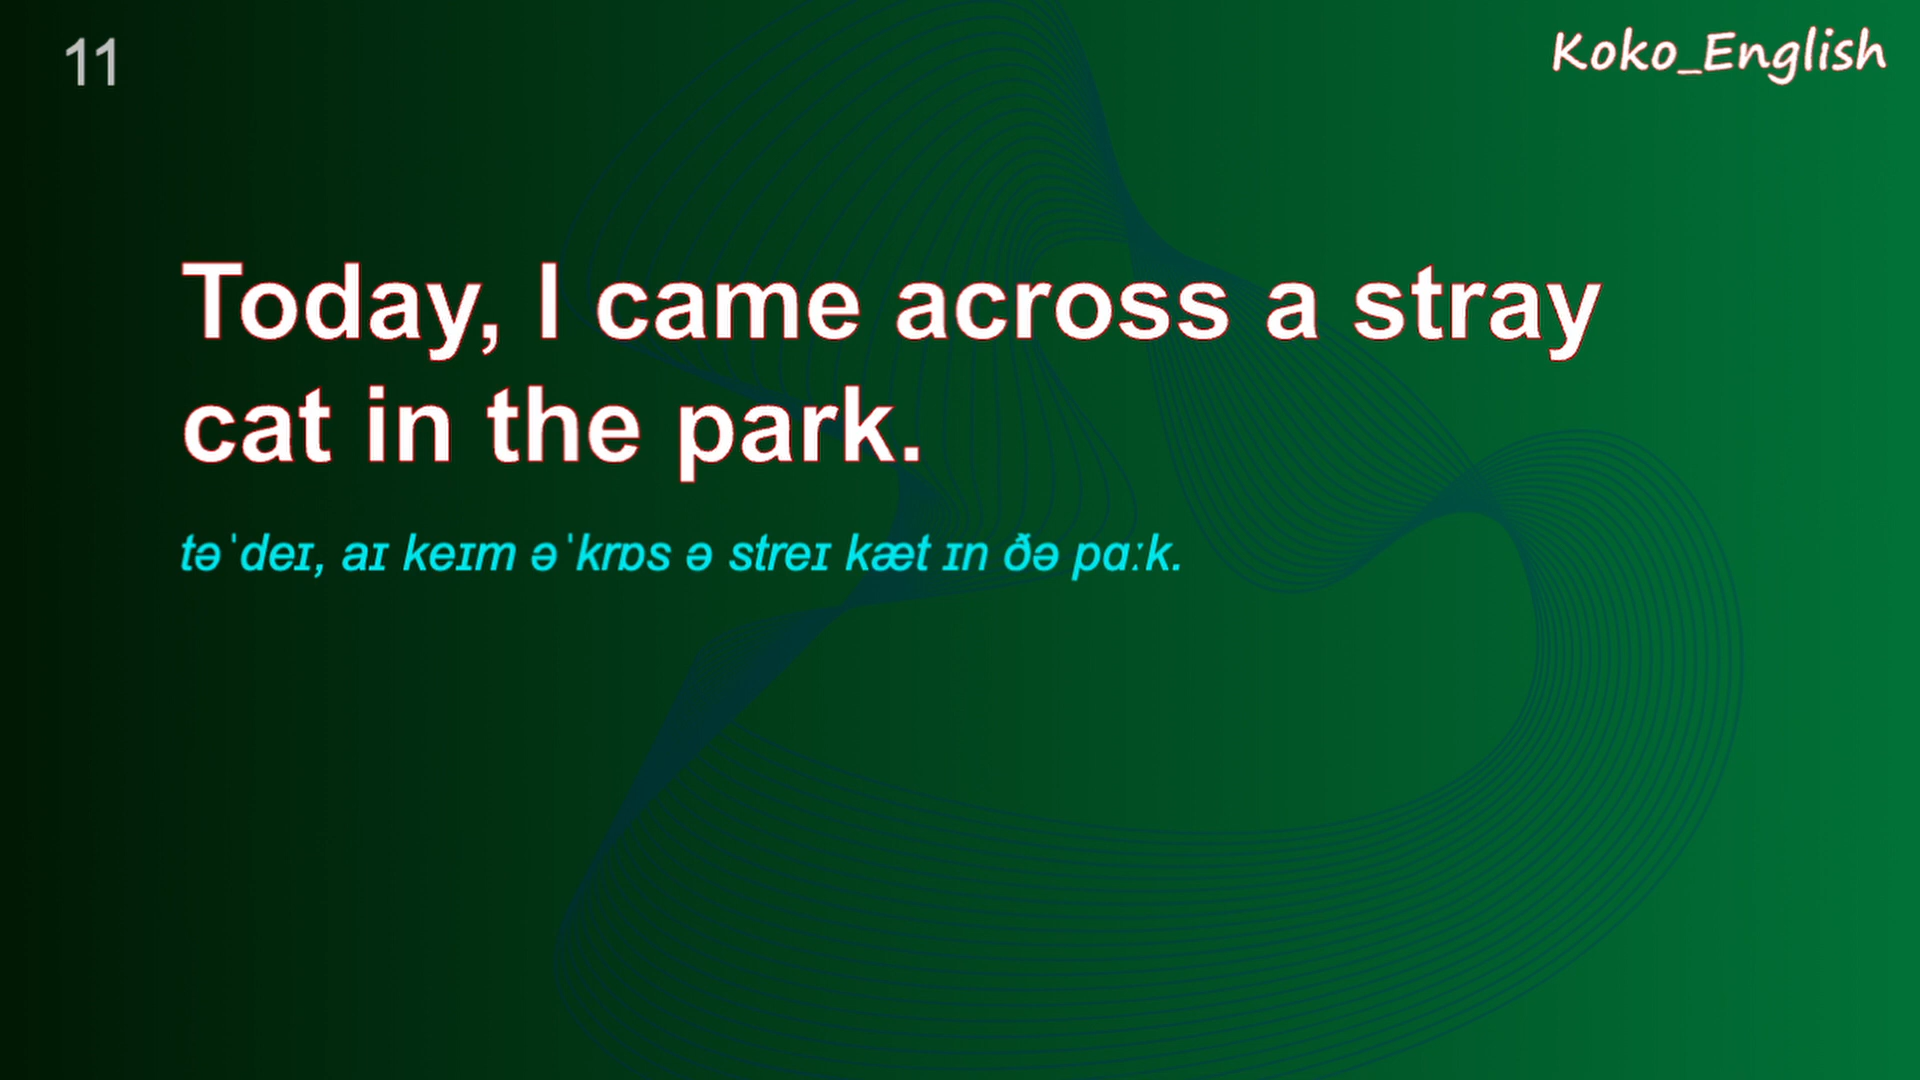 11
Koko_English
Today, I came across a stray
cat in the park.
təˈdeɪ, aɪ keɪm əˈkrɒs ə streɪ kæt ɪn ðə pɑːk.